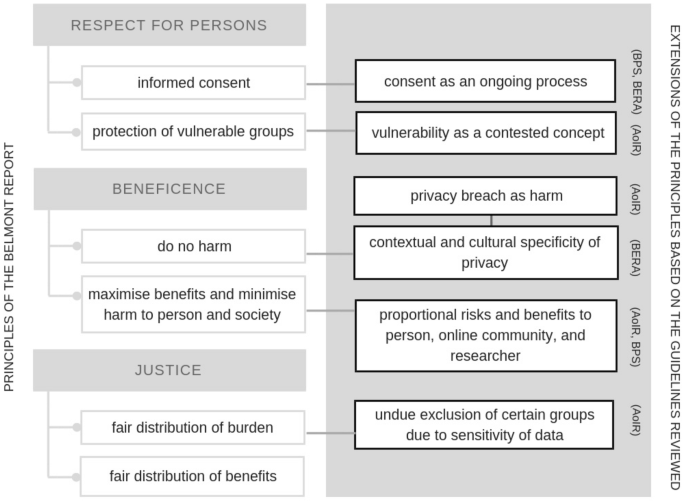 PRINCIPLES OF THE BELMONT REPORT
RESPECT FOR PERSONS
informed consent
protection of vulnerable groups
BENEFICENCE
do no harm
maximise benefits and minimise
harm to person and society
JUSTICE
fair distribution of burden
fair distribution of benefits
consent as an ongoing process
(BPS, BERA)
vulnerability as a contested concept
(AoIR)
privacy breach as harm
(AoIR)
contextual and cultural specificity of
privacy
(BERA)
proportional risks and benefits to
person, online community, and
researcher
(AoIR, BPS)
undue exclusion of certain groups
due to sensitivity of data
(AoIR)
EXTENSIONS OF THE PRINCIPLES BASED ON THE GUIDELINES REVIEWED